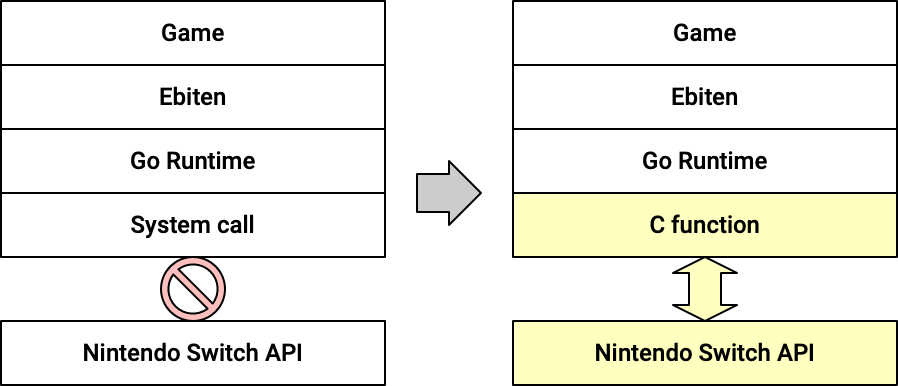 Game
Ebiten
Go Runtime
System call
Nintendo Switch API
Game
Ebiten
Go Runtime
C function
Nintendo Switch API